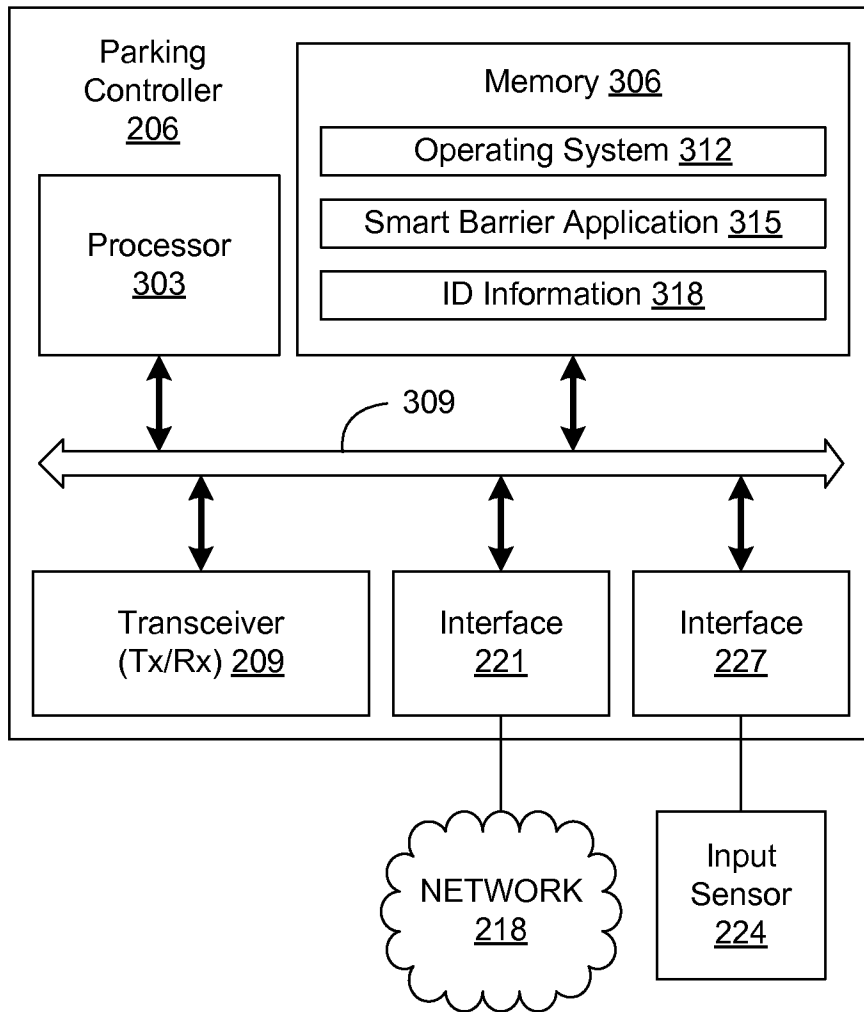 Parking
Controller
206
Memory 306
Operating System 312
Smart Barrier Application 315
ID Information 318
Processor
303
309
Transceiver
(Tx/Rx) 209
Interface
221
Interface
227
NETWORK
218
Input
Sensor
224